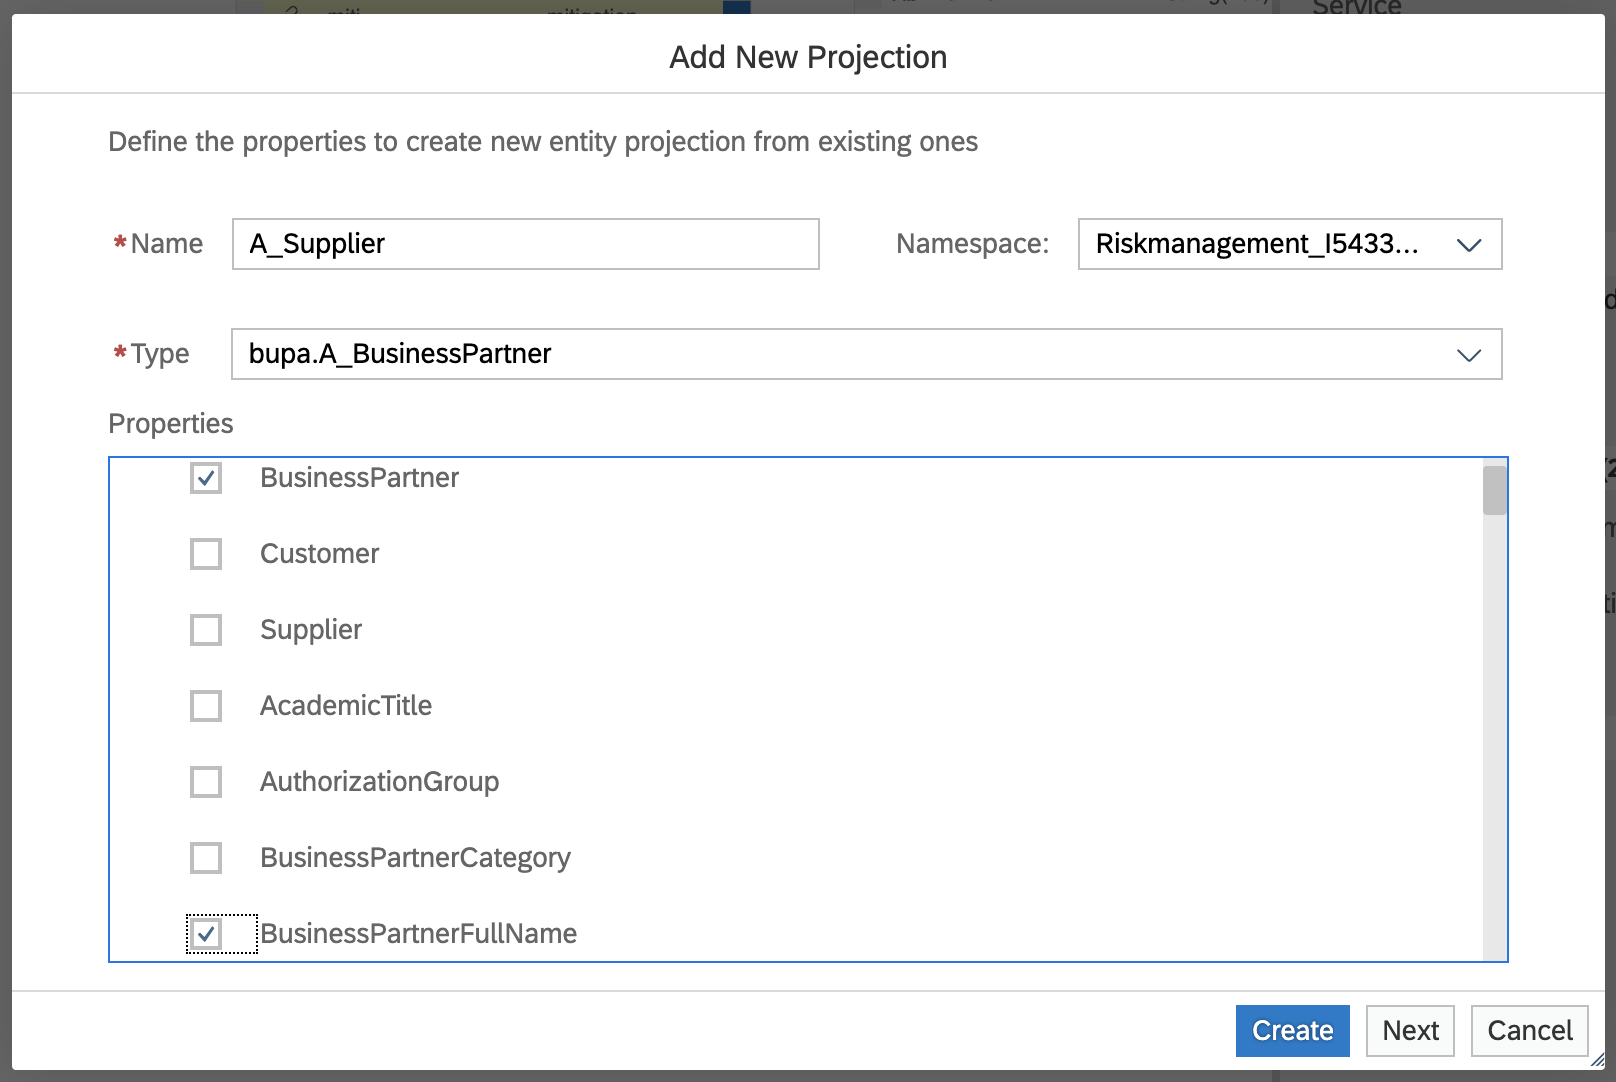 Service
Add New Projection
Define the properties to create new entity projection from existing ones
*Name A_Supplier Namespace: Riskmanagement_I5433...
*Type bupa.A_BusinessPartner
Properties
BusinessPartner
Customer
Supplier
AcademicTitle
AuthorizationGroup
BusinessPartnerCategory
BusinessPartnerFullName
Create Next Cancel